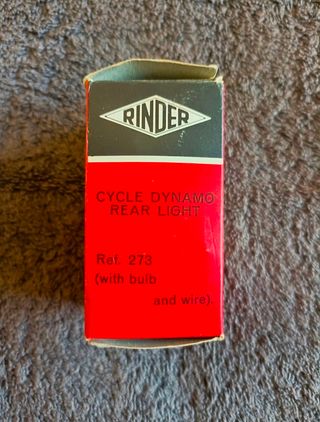 RINDER
CYCLE DYNAMO
REAR LIGHT
Ref. 273
(with bulb
and wire).